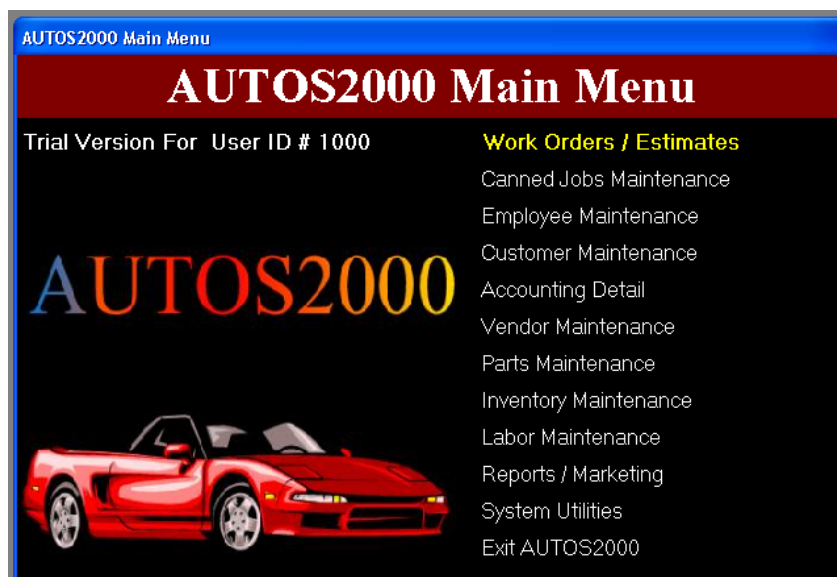 AUTOS2000 Main Menu
AUTOS2000 Main Menu
Trial Version For User ID # 1000
AUTOS2000
Work Orders / Estimates
Canned Jobs Maintenance
Employee Maintenance
Customer Maintenance
Accounting Detail
Vendor Maintenance
Parts Maintenance
Inventory Maintenance
Labor Maintenance
Reports / Marketing
System Utilities
Exit AUTOS2000